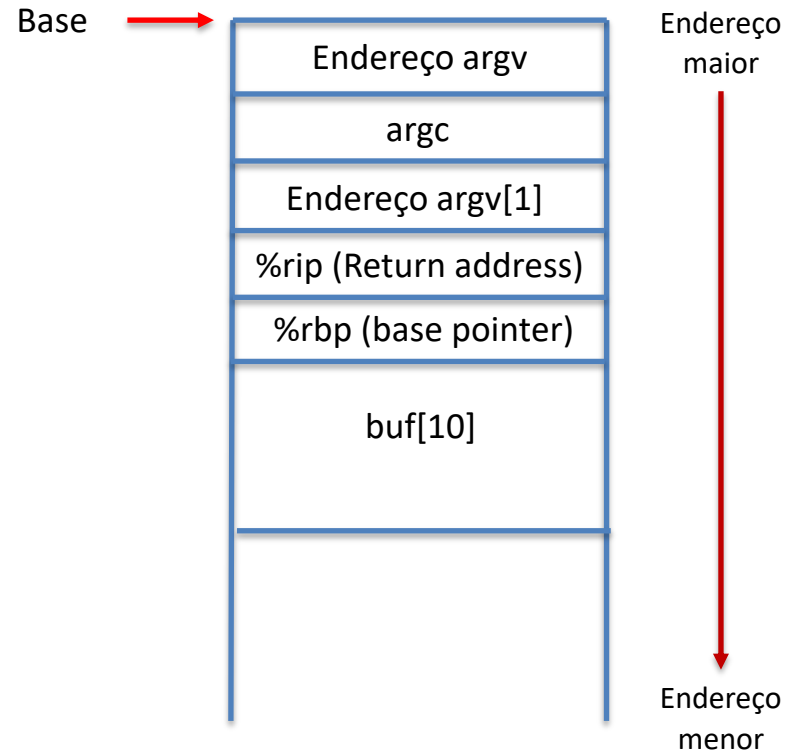 Base
Endereço
maior
Endereço argv
argc
Endereço argv[1]
%rip (Return address)
%rbp (base pointer)
buf[10]
Endereço
menor